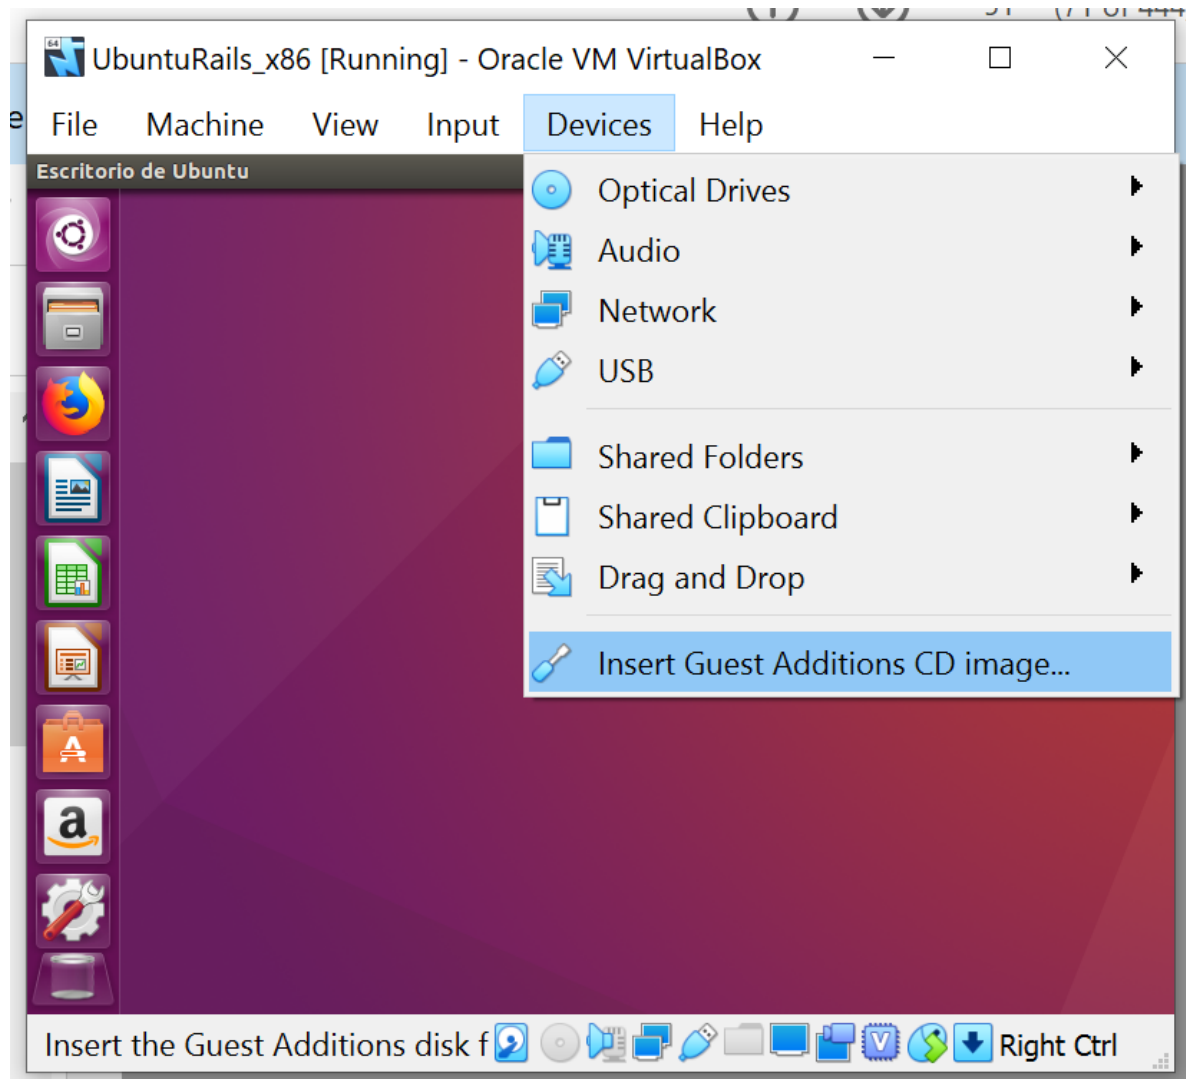 64
UbuntuRails_x86 [Running] - Oracle VM VirtualBox
File Machine View Input Devices Help
Escritorio de Ubuntu
Optical Drives
Audio
Network
USB
Shared Folders
Shared Clipboard
Drag and Drop
Insert Guest Additions CD image...
a
Insert the Guest Additions disk f
V
Right Ctrl